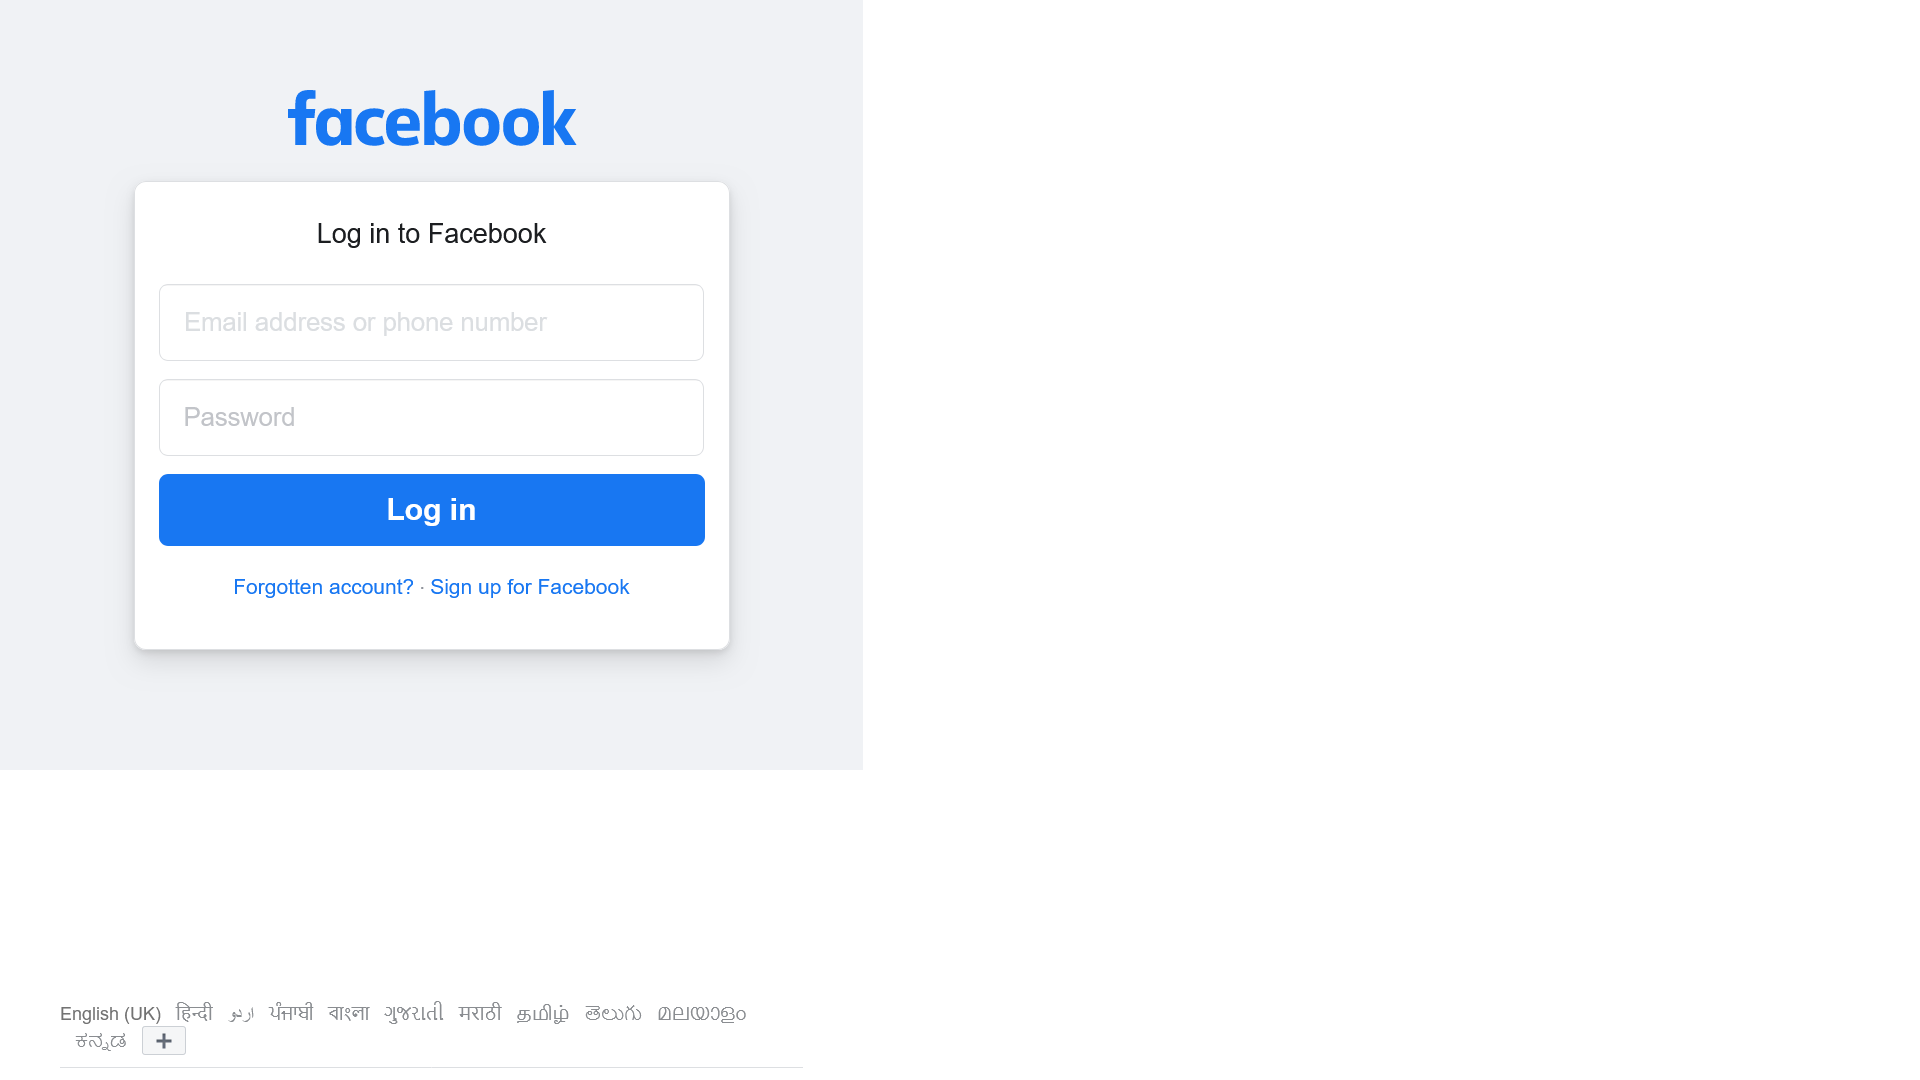 facebook
Log in to Facebook
Email address or phone number
Password
Log in
Forgotten account? · Sign up for Facebook
English (UK) हिन्दी اردو ਪੰਜਾਬੀ বাংলা ગુજરાતી मराठी தமிழ் తెలుగు മലയാളം
ಕನ್ನಡ